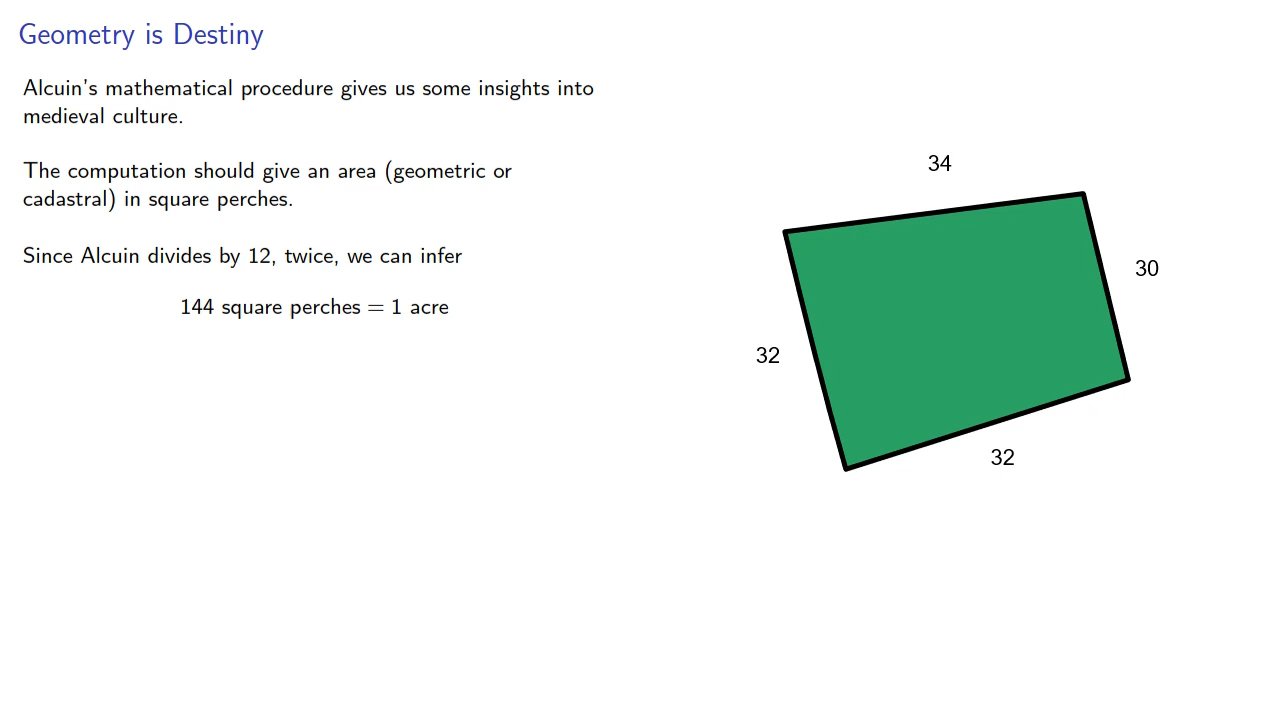 Geometry is Destiny
Alcuin's mathematical procedure gives us some insights into
medieval culture.
The computation should give an area (geometric or
cadastral) in square perches.
Since Alcuin divides by 12, twice, we can infer
144 square perches = 1 acre
34
30
32
32